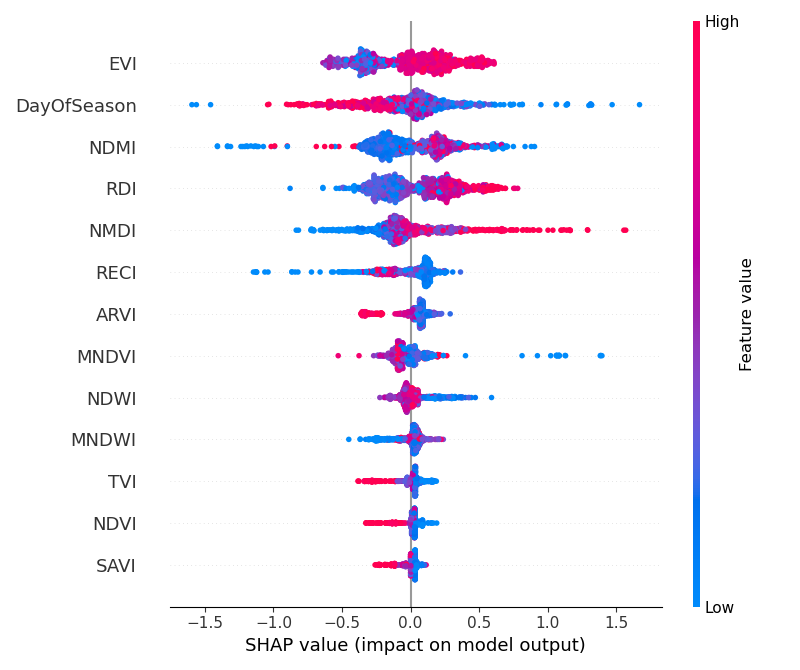 High
EVI
DayOfSeason
NDMI
RDI
NMDI
RECI
ARVI
MNDVI
NDWI
MNDWI
TVI
NDVI
SAVI
Feature value
Low
−1.5 −1.0 −0.5 0.0 0.5 1.0 1.5
SHAP value (impact on model output)